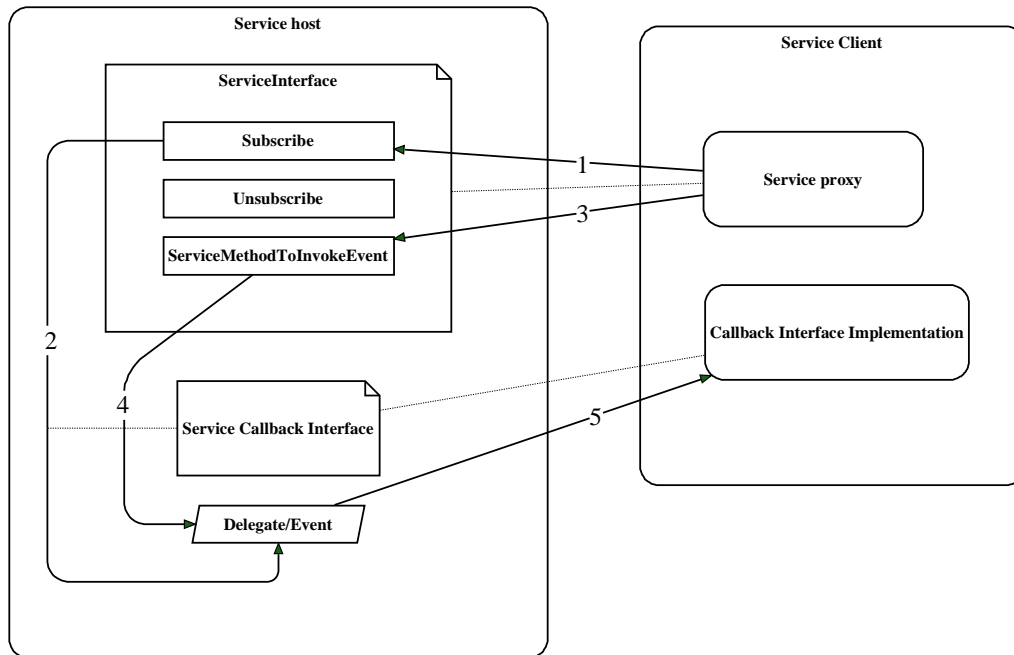 Service host
Service Client
ServiceInterface
Subscribe
1
Service proxy
Unsubscribe
3
ServiceMethodToInvokeEvent
2
Callback Interface Implementation
4
5
Service Callback Interface
Delegate/Event